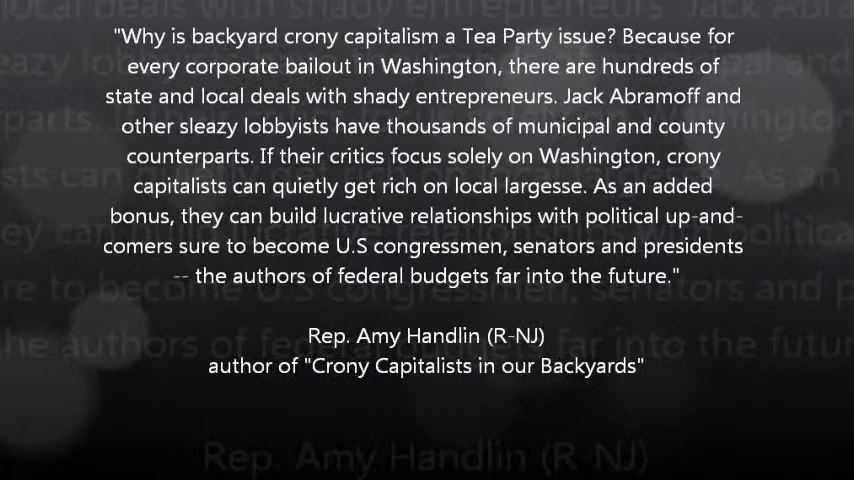 "Why is backyard crony capitalism a Tea Party issue? Because for
every corporate bailout in Washington, there are hundreds of
state and local deals with shady entrepreneurs. Jack Abramoff and
other sleazy lobbyists have thousands of municipal and county
counterparts. If their critics focus solely on Washington, crony
capitalists can quietly get rich on local largesse. As an added
bonus, they can build lucrative relationships with political up-and-
comers sure to become U.S congressmen, senators and presidents
-- the authors of federal budgets far into the future."
Rep. Amy Handlin (R-NJ)
author of "Crony Capitalists in our Backyards"
Rep. Amy Handlin (R-NJ)